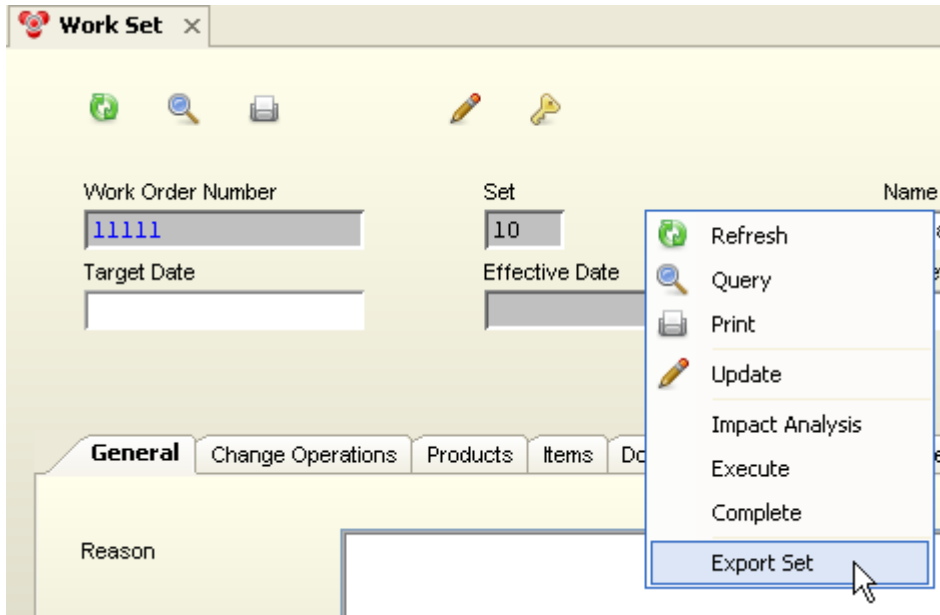 Work Set
Work Order Number Set Name
11111 10
Target Date Effective Date
Refresh
Query
Print
Update
Impact Analysis
Execute
Complete
Export Set
General Change Operations Products Items
Reason